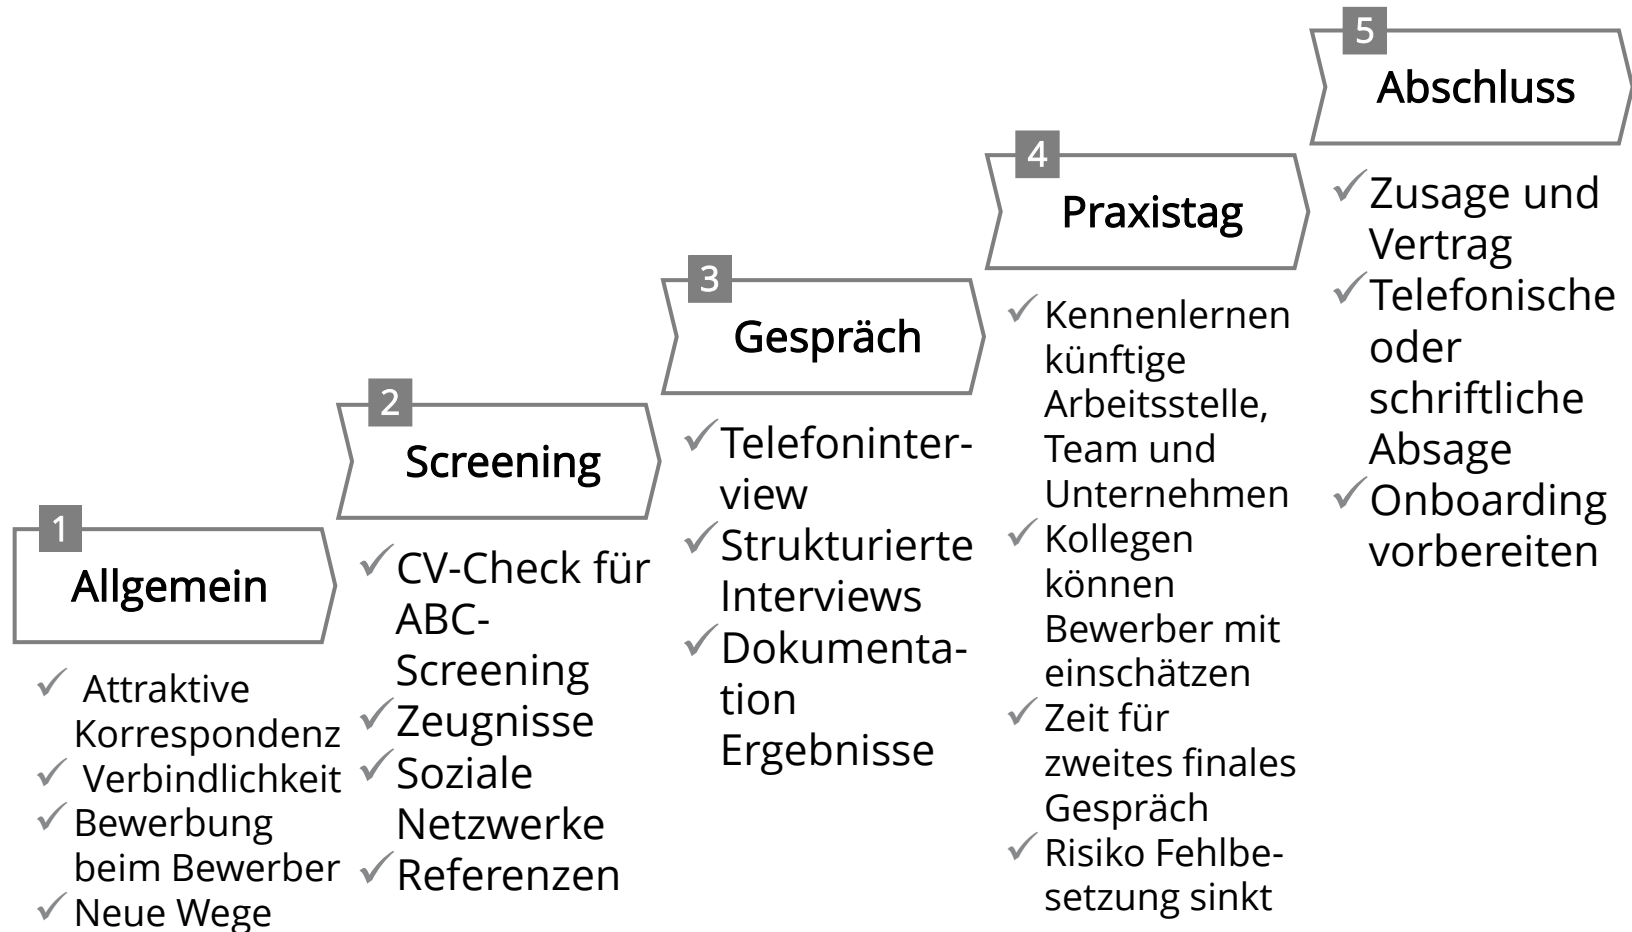 1
Allgemein
✓ Attraktive
Korrespondenz
✓ Verbindlichkeit
✓ Bewerbung
beim Bewerber
✓ Neue Wege
2
Screening
✓ CV-Check für
ABC-
Screening
✓ Zeugnisse
✓ Soziale
Netzwerke
✓ Referenzen
3
Gespräch
✓ Telefoninter-
view
✓ Strukturierte
Interviews
✓ Dokumenta-
tion
Ergebnisse
4
Praxistag
✓ Kennenlernen
künftige
Arbeitsstelle,
Team und
Unternehmen
✓ Kollegen
können
Bewerber mit
einschätzen
✓ Zeit für
zweites finales
Gespräch
✓ Risiko Fehlbe-
setzung sinkt
5
Abschluss
✓ Zusage und
Vertrag
✓ Telefonische
oder
schriftliche
Absage
✓ Onboarding
vorbereiten